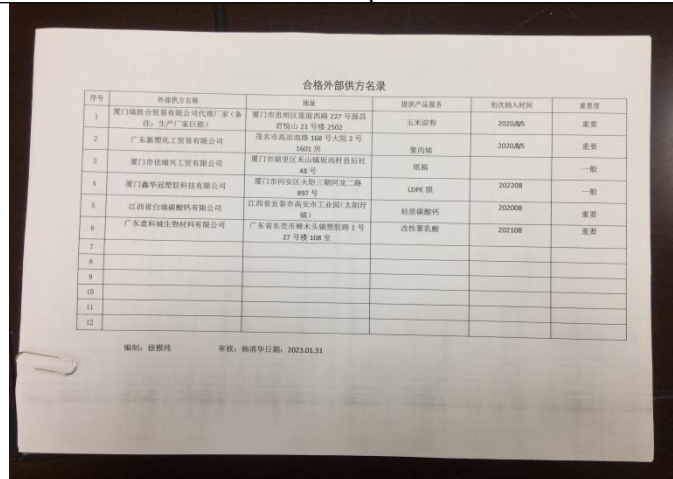 合格外部供方名录
序号 外部供方名称 地址 提供产品服务 初次纳入时间 重要度
1 厦门瑞胜合贸易有限公司代理厂家（备注：生产厂家巨能） 厦门市思明区莲前西路 227 号源昌君悦山 21 号楼 2502 玉米淀粉 2020/8/5 重要
2 广东新塑化工贸易有限公司 茂名市高凉南路 168 号大院 2 号 1601 房 聚丙烯 2020/8/5 重要
3 厦门市佳瑞兴工贸有限公司 厦门市湖里区禾山镇坂尚村县后社 48 号 纸箱 一般
4 厦门鑫华冠塑胶科技有限公司 厦门市同安区火炬三期同龙二路 897 号 LDPE 膜 202208 一般
5 江西省白瑞碳酸钙有限公司 江西省宜春市高安市工业园（太阳圩镇） 轻质碳酸钙 202008 重要
6 广东意科城生物材料有限公司 广东省东莞市樟木头镇塑胶路 1 号 27 号楼 108 室 改性聚乳酸 202108 重要
7
8
9
10
11
12
编制：徐雅纯 审核：杨清华日期：2023.01.31